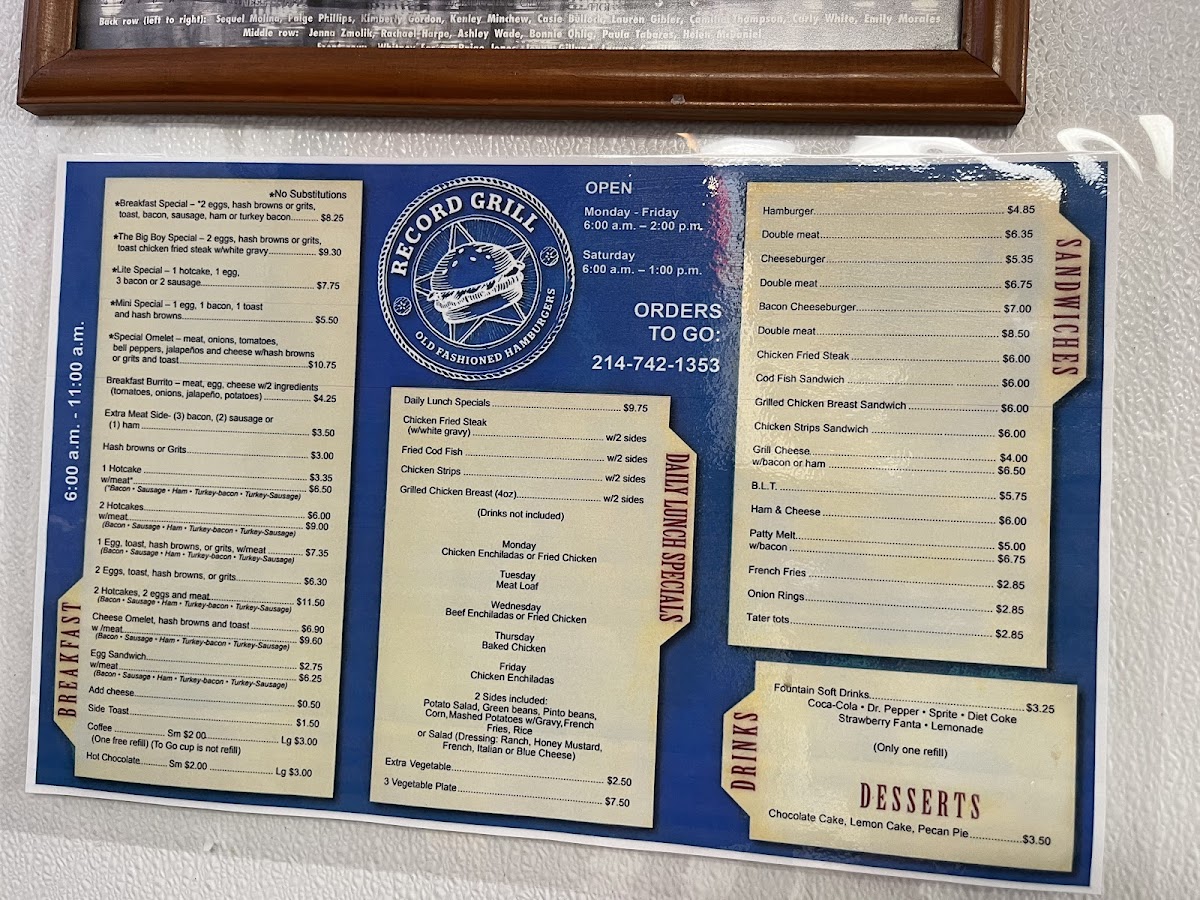 Back row (left to right): Sequel Molina, Paige Phillips, Kimberly Gordon, Kenley Minchew, Casie Bullock, Lauren Gibler, Camille Thompson, Carly White, Emily Morales
Middle row: Jenna Zmolik, Rachael Harpe, Ashley Wade, Bonnie Ohlig, Paula Tabares, Helen McDaniel
*No Substitutions
*Breakfast Special – *2 eggs, hash browns or grits,
toast, bacon, sausage, ham or turkey bacon........ $8.25
*The Big Boy Special – 2 eggs, hash browns or grits,
toast chicken fried steak w/white gravy........ $9.30
*Lite Special – 1 hotcake, 1 egg,
3 bacon or 2 sausage........ $7.75
*Mini Special – 1 egg, 1 bacon, 1 toast
and hash browns........ $5.50
*Special Omelet – meat, onions, tomatoes,
bell peppers, jalapeños and cheese w/hash browns
or grits and toast........ $10.75
Breakfast Burrito – meat, egg, cheese w/2 ingredients
(tomatoes, onions, jalapeño, potatoes)........ $4.25
Extra Meat Side- (3) bacon, (2) sausage or
(1) ham........ $3.50
Hash browns or Grits........ $3.00
1 Hotcake........ $3.35
w/meat*........ $6.50
(*Bacon • Sausage • Ham • Turkey-bacon • Turkey-Sausage)
2 Hotcakes........ $6.00
w/meat........ $9.00
(Bacon • Sausage • Ham • Turkey-bacon • Turkey-Sausage)
1 Egg, toast, hash browns, or grits, w/meat........ $7.35
(Bacon • Sausage • Ham • Turkey-bacon • Turkey-Sausage)
2 Eggs, toast, hash browns, or grits........ $6.30
2 Hotcakes, 2 eggs and meat........ $11.50
(Bacon • Sausage • Ham • Turkey-bacon • Turkey-Sausage)
Cheese Omelet, hash browns and toast........ $6.90
w /meat........ $9.60
(Bacon • Sausage • Ham • Turkey-bacon • Turkey-Sausage)
Egg Sandwich........ $2.75
w/meat........ $6.25
(Bacon • Sausage • Ham • Turkey-bacon • Turkey-Sausage)
Add cheese........ $0.50
Side Toast........ $1.50
Coffee........ Sm $2.00........ Lg $3.00
(One free refill) (To Go cup is not refill)
Hot Chocolate........ Sm $2.00........ Lg $3.00
6:00 a.m. - 11:00 a.m.
BREAKFAST
RECORD GRILL
OLD FASHIONED HAMBURGERS
OPEN
Monday - Friday
6:00 a.m. – 2:00 p.m.
Saturday
6:00 a.m. – 1:00 p.m.
ORDERS
TO GO:
214-742-1353
Daily Lunch Specials........ $9.75
Chicken Fried Steak
(w/white gravy)........ w/2 sides
Fried Cod Fish........ w/2 sides
Chicken Strips........ w/2 sides
Grilled Chicken Breast (4oz)........ w/2 sides
(Drinks not included)
Monday
Chicken Enchiladas or Fried Chicken
Tuesday
Meat Loaf
Wednesday
Beef Enchiladas or Fried Chicken
Thursday
Baked Chicken
Friday
Chicken Enchiladas
2 Sides included:
Potato Salad, Green beans, Pinto beans,
Corn,Mashed Potatoes w/Gravy,French
Fries, Rice
or Salad (Dressing: Ranch, Honey Mustard,
French, Italian or Blue Cheese)
Extra Vegetable........ $2.50
3 Vegetable Plate........ $7.50
DAILY LUNCH SPECIALS
Hamburger........ $4.85
Double meat........ $6.35
Cheeseburger........ $5.35
Double meat........ $6.75
Bacon Cheeseburger........ $7.00
Double meat........ $8.50
Chicken Fried Steak........ $6.00
Cod Fish Sandwich........ $6.00
Grilled Chicken Breast Sandwich........ $6.00
Chicken Strips Sandwich........ $6.00
Grill Cheese........ $4.00
w/bacon or ham........ $6.50
B.L.T........ $5.75
Ham & Cheese........ $6.00
Patty Melt........ $5.00
w/bacon........ $6.75
French Fries........ $2.85
Onion Rings........ $2.85
Tater tots........ $2.85
SANDWICHES
Fountain Soft Drinks........ $3.25
Coca-Cola • Dr. Pepper • Sprite • Diet Coke
Strawberry Fanta • Lemonade
(Only one refill)
DRINKS
DESSERTS
Chocolate Cake, Lemon Cake, Pecan Pie........ $3.50